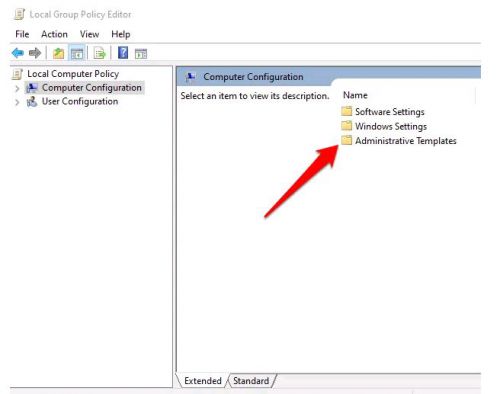 Local Group Policy Editor
File Action View Help
Local Computer Policy
Computer Configuration
User Configuration
Computer Configuration
Select an item to view its description.
Name
Software Settings
Windows Settings
Administrative Templates
Extended Standard